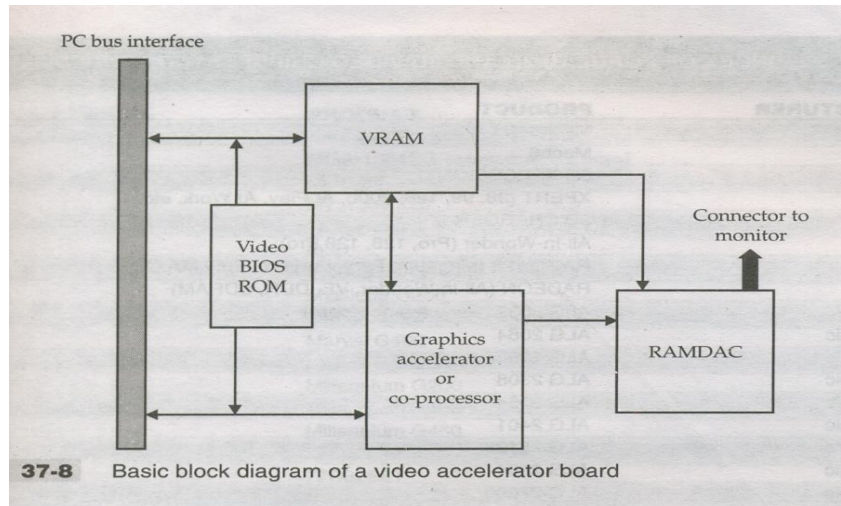 PC bus interface
VRAM
Connector to
monitor
Video
BIOS
ROM
Graphics
accelerator
or
co-processor
RAMDAC
37-8 Basic block diagram of a video accelerator board